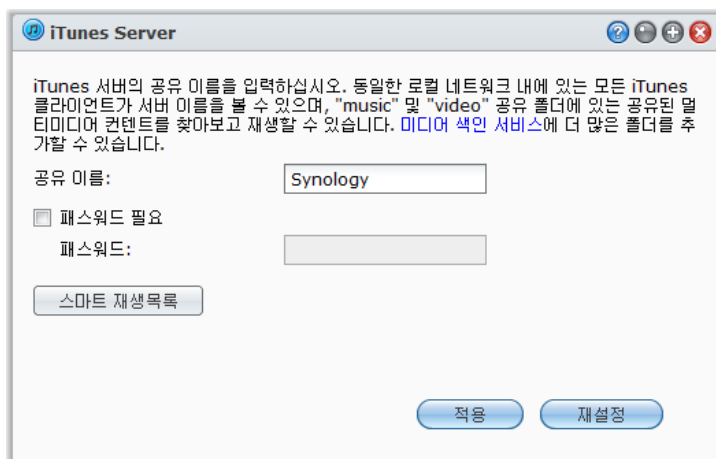 iTunes Server
iTunes 서버의 공유 이름을 입력하십시오. 동일한 로컬 네트워크 내에 있는 모든 iTunes
클라이언트가 서버 이름을 볼 수 있으며, "music" 및 "video" 공유 폴더에 있는 공유된 멀
티미디어 컨텐트를 찾아보고 재생할 수 있습니다. 미디어 색인 서비스에 더 많은 폴더를 추
가할 수 있습니다.
공유 이름: Synology
패스워드 필요
패스워드:
스마트 재생목록
적용 재설정